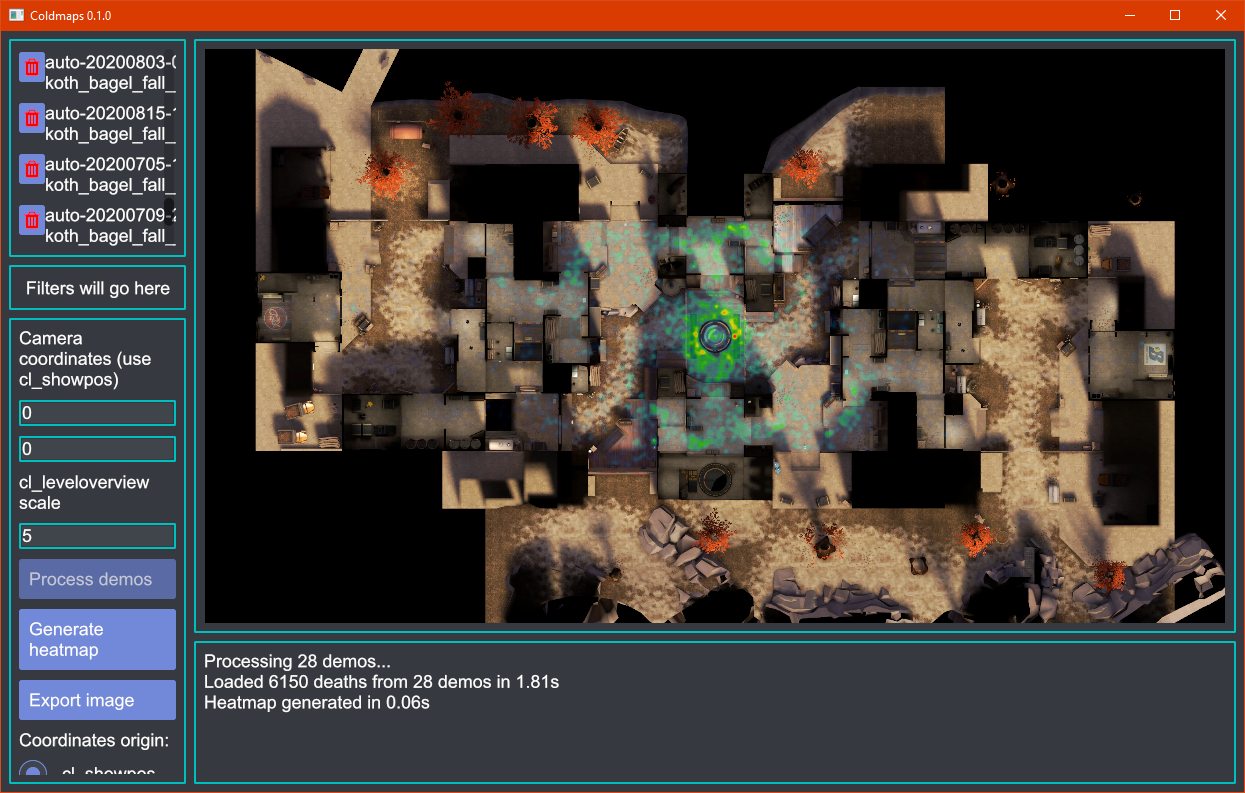 Coldmaps 0.1.0
auto-20200803-
koth_bagel_fall_
auto-20200815-
koth_bagel_fall_
auto-20200705-
koth_bagel_fall_
auto-20200709-
koth_bagel_fall_
Filters will go here
Camera
coordinates (use
cl_showpos)
0
0
cl_leveloverview
scale
5
Process demos
Generate
heatmap
Export image
Coordinates origin:
cl_showpos
Processing 28 demos...
Loaded 6150 deaths from 28 demos in 1.81s
Heatmap generated in 0.06s